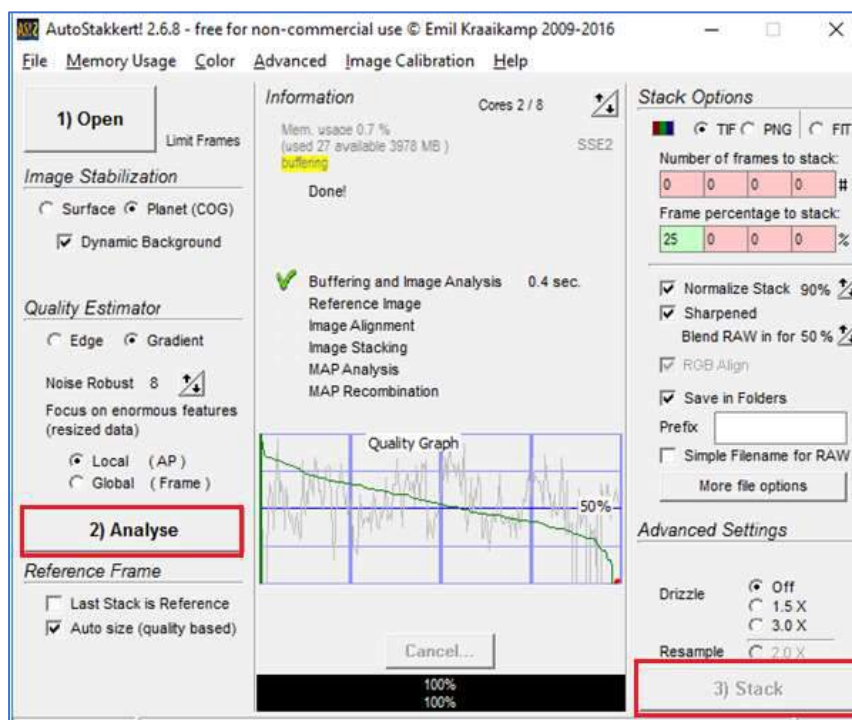 AutoStakkert! 2.6.8 - free for non-commercial use © Emil Kraaikamp 2009-2016
File Memory Usage Color Advanced Image Calibration Help
1) Open
Limit Frames
Image Stabilization
Surface Planet (COG)
Dynamic Background
Quality Estimator
Edge Gradient
Noise Robust 8
Focus on enormous features
(resized data)
Local (AP)
Global (Frame)
2) Analyse
Reference Frame
Last Stack is Reference
Auto size (quality based)
Information
Cores 2 / 8
Mem. usage 0.7 %
(used 27 available 3978 MB )
SSE2
buffering
Done!
Buffering and Image Analysis 0.4 sec.
Reference Image
Image Alignment
Image Stacking
MAP Analysis
MAP Recombination
Quality Graph
50%
Cancel...
100%
100%
Stack Options
TIF PNG FIT
Number of frames to stack:
0 0 0 0 #
Frame percentage to stack:
25 0 0 0 %
Normalize Stack 90%
Sharpened
Blend RAW in for 50 %
RGB Align
Save in Folders
Prefix
Simple Filename for RAW
More file options
Advanced Settings
Drizzle
Off
1.5 X
3.0 X
Resample 2.0 X
3) Stack